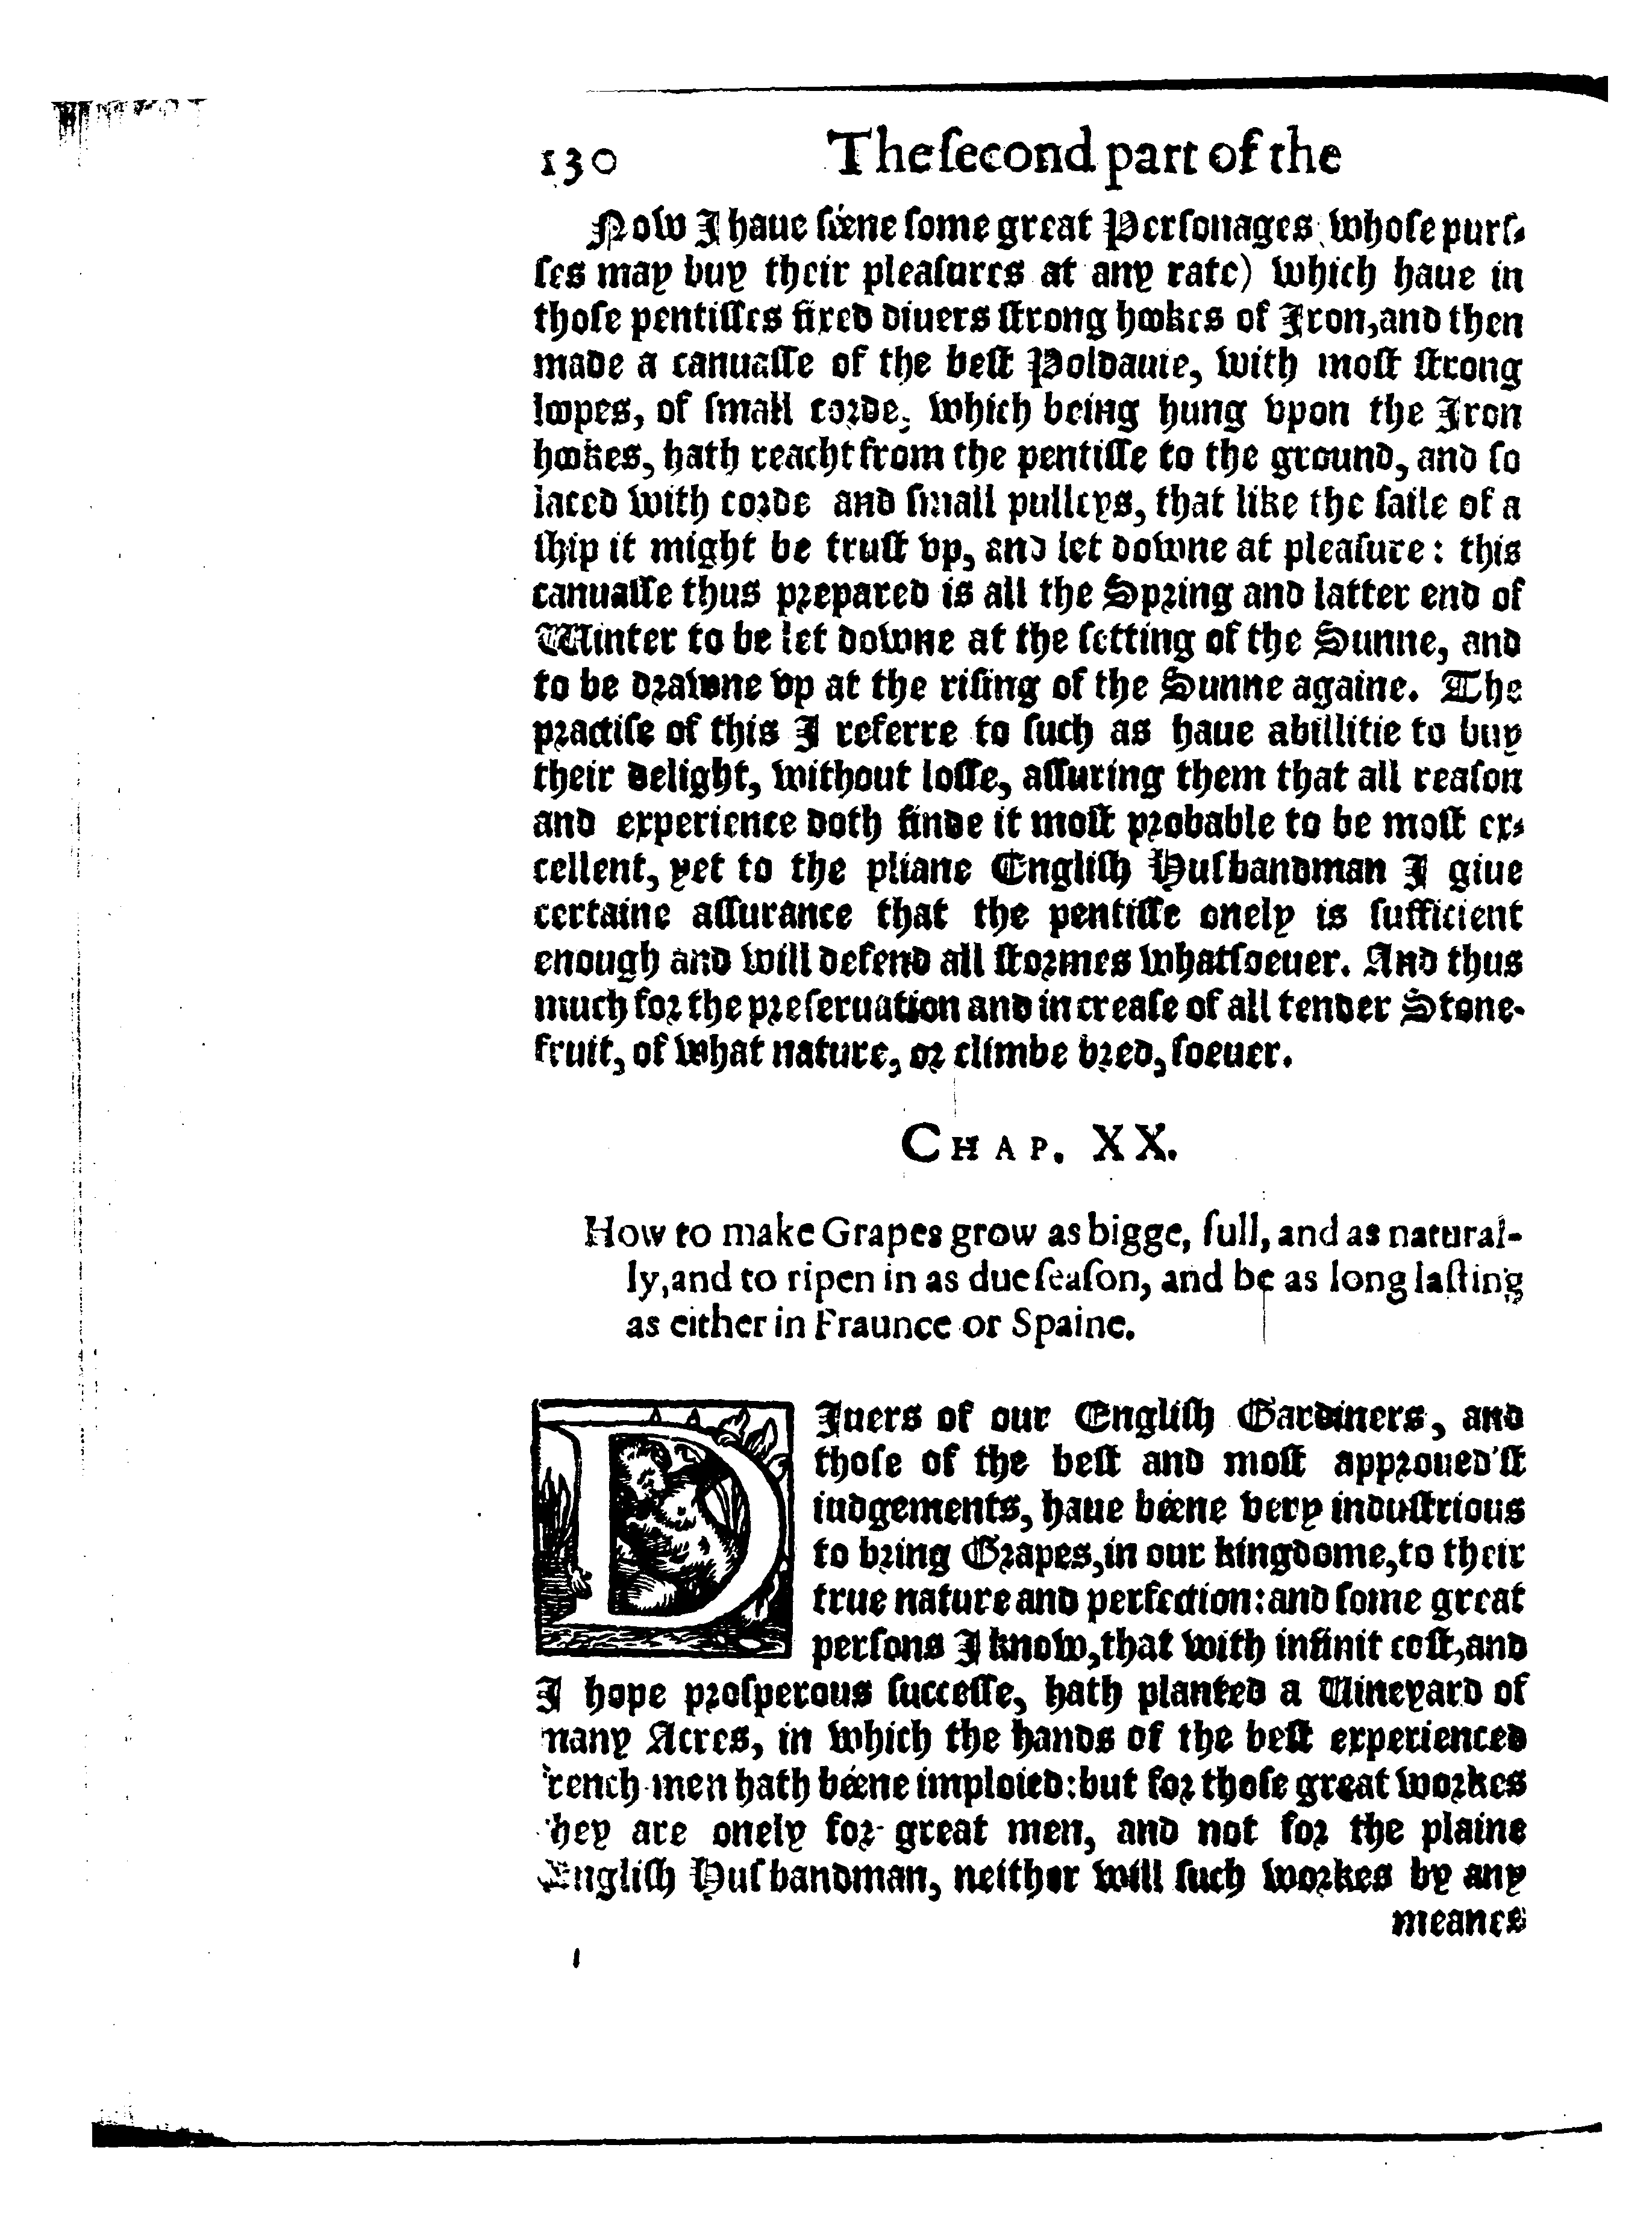 130 The ſecond part of the
Now I haue ſéene ſome great Perſonages whoſe purſ-
ſes may buy their pleaſures at any rate) which haue in
thoſe pentiſſes fixed diuers ſtrong hookes of Iron, and then
made a canuaſſe of the beſt Poldauie, with moſt ſtrong
loopes, of ſmall corde, which being hung vpon the Iron
hookes, hath reacht from the pentiſſe to the ground, and ſo
laced with corde and ſmall pulleys, that like the ſaile of a
ſhip it might be truſt vp, and let downe at pleaſure: this
canuaſſe thus prepared is all the Spring and latter end of
Winter to be let downe at the ſetting of the Sunne, and
to be drawne vp at the riſing of the Sunne againe. The
practiſe of this I referre to ſuch as haue abillitie to buy
their delight, without loſſe, aſſuring them that all reaſon
and experience doth finde it moſt probable to be moſt ex-
cellent, yet to the pliane Engliſh Huſbandman I giue
certaine aſſurance that the pentiſſe onely is ſufficient
enough and will defend all ſtormes whatſoeuer. And thus
much for the preſeruation and increaſe of all tender Stone-
fruit, of what nature, or climbe bred, ſoeuer.
CHAP. XX.
How to make Grapes grow as bigge, full, and as natural-
ly, and to ripen in as due ſeaſon, and be as long laſting
as either in Fraunce or Spaine.
DIuers of our Engliſh Gardiners, and
thoſe of the beſt and moſt approued'ſt
iudgements, haue béene very induſtrious
to bring Grapes, in our kingdome, to their
true nature and perfection: and ſome great
perſons I know, that with infinit coſt, and
I hope proſperous ſucceſſe, hath planted a Vineyard of
many Acres, in which the hands of the beſt experienced
rench-men hath béene imploied: but for thoſe great workes
hey are onely for great men, and not for the plaine
Engliſh Huſbandman, neither will ſuch workes by any
meanes